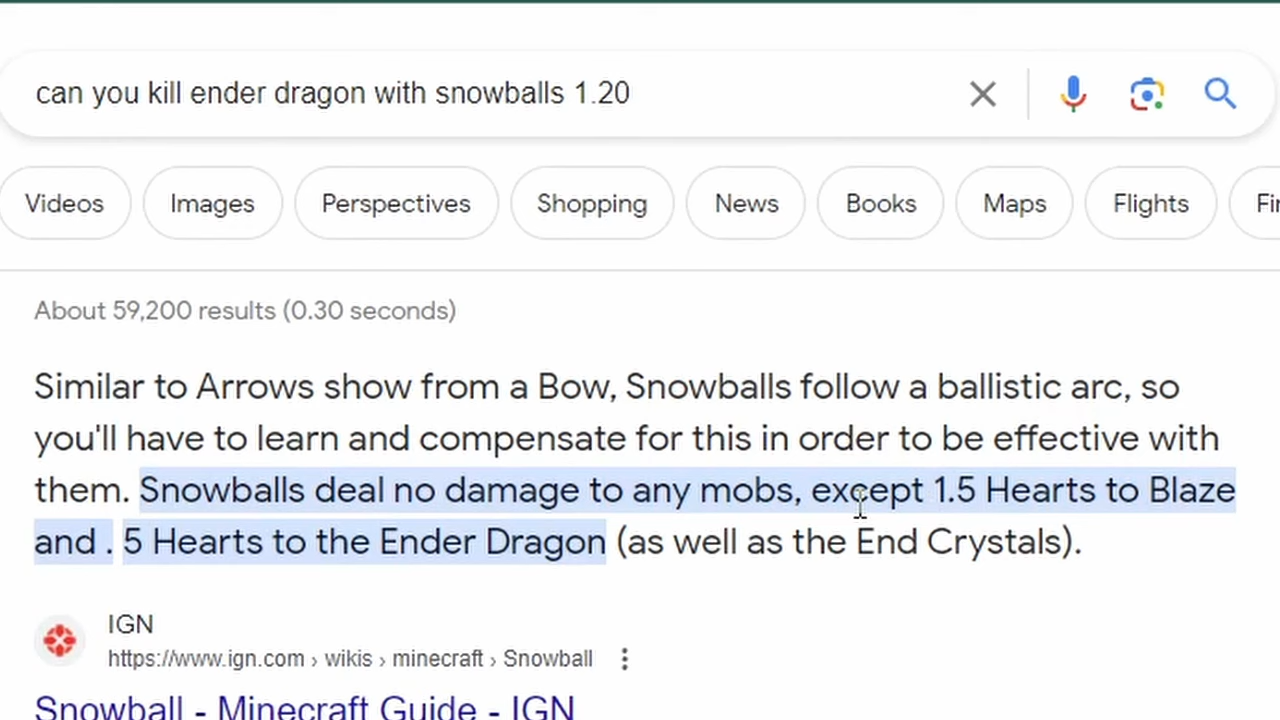 can you kill ender dragon with snowballs 1.20
Videos Images Perspectives Shopping News Books Maps Flights Fi
About 59,200 results (0.30 seconds)
Similar to Arrows show from a Bow, Snowballs follow a ballistic arc, so
you'll have to learn and compensate for this in order to be effective with
them. Snowballs deal no damage to any mobs, except 1.5 Hearts to Blaze
and . 5 Hearts to the Ender Dragon (as well as the End Crystals).
IGN
https://www.ign.com › wikis › minecraft › Snowball
Snowball - Minecraft Guide - IGN